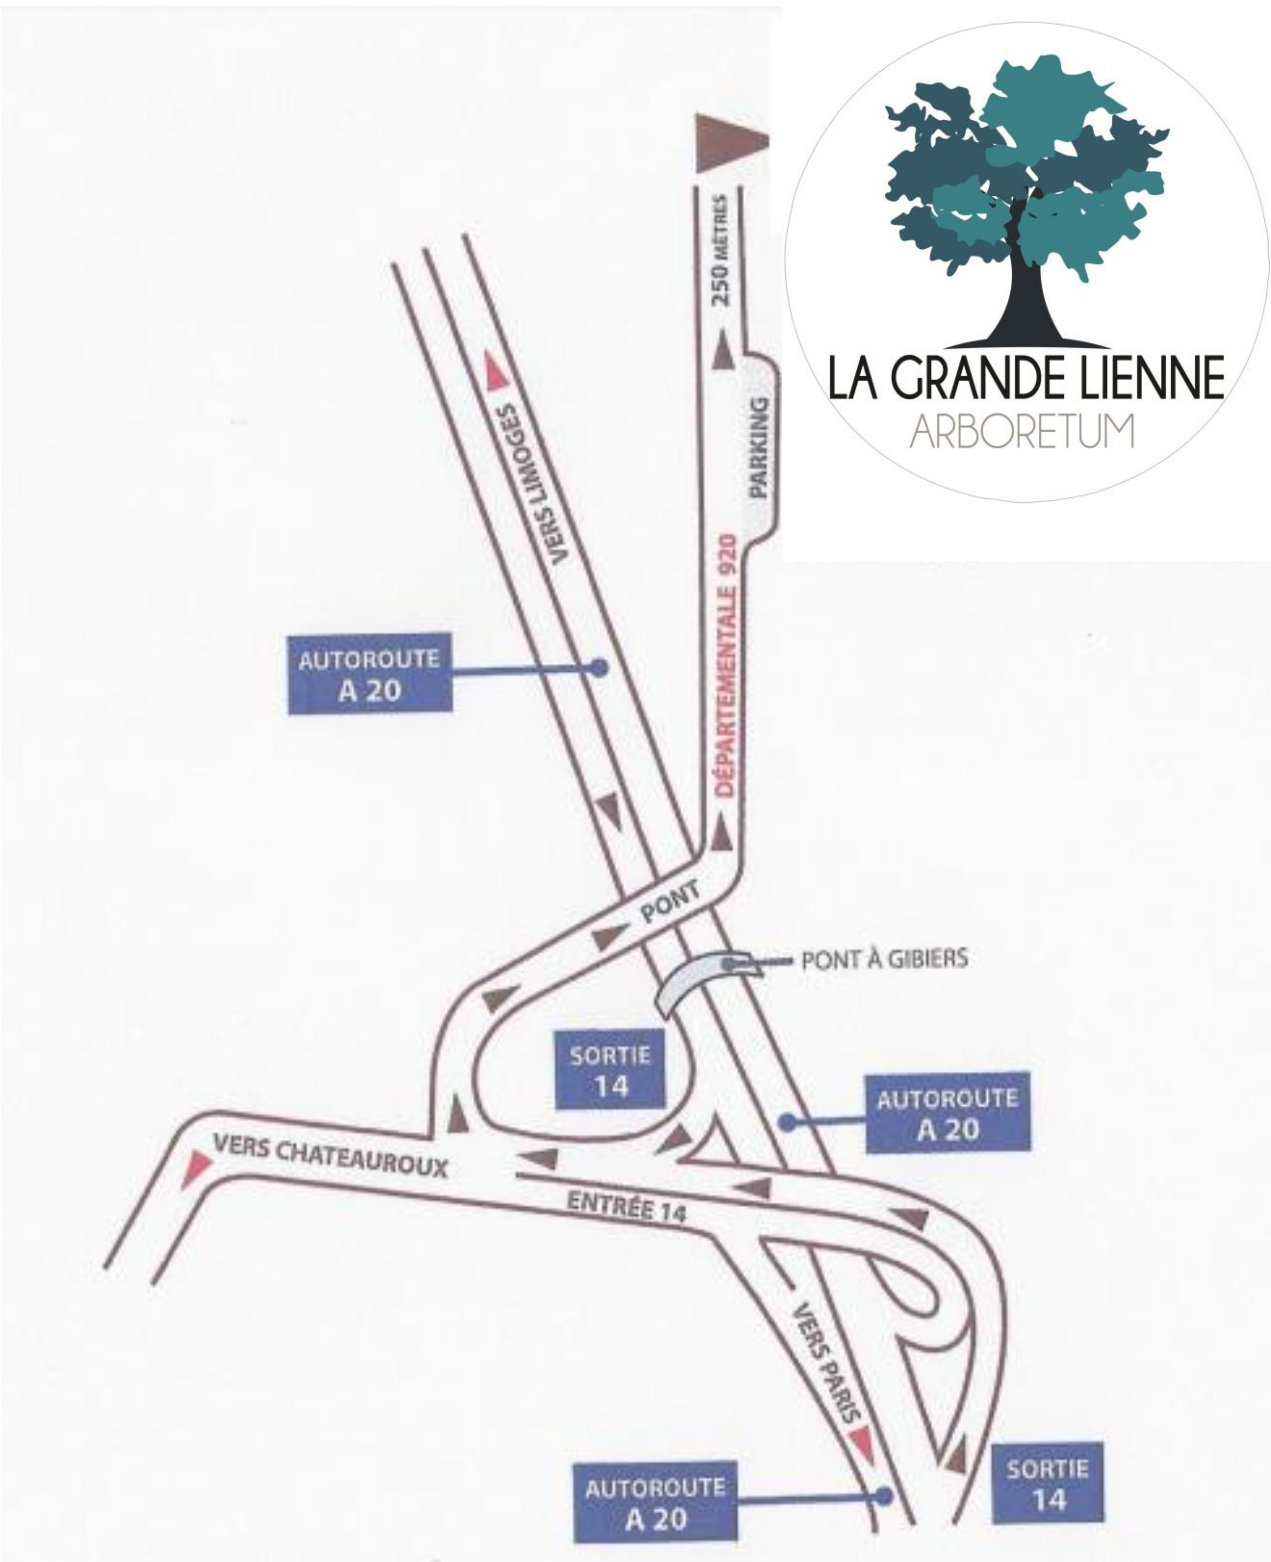 250 MÈTRES
LA GRANDE LIENNE
ARBORETUM
VERS LIMOGES
PARKING
DÉPARTEMENTALE 920
AUTOROUTE
A 20
PONT
PONT À GIBIERS
SORTIE
14
AUTOROUTE
A 20
VERS CHATEAUROUX
ENTRÉE 14
VERS PARIS
SORTIE
14
AUTOROUTE
A 20